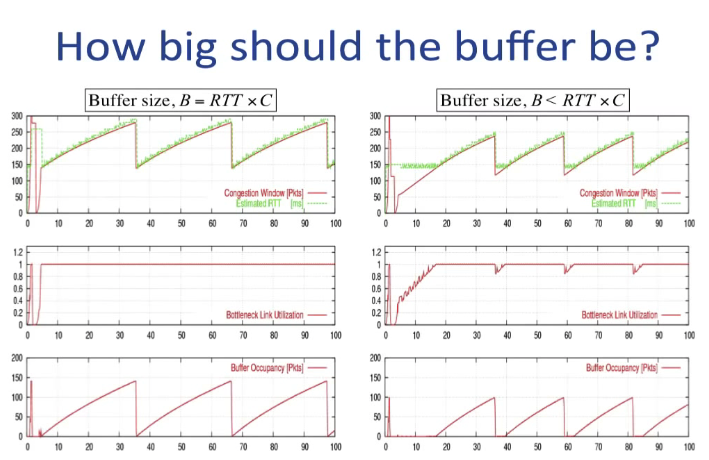 How big should the buffer be?
Buffer size, B = RTT × C
300
250
200
150
100
50
0
Congestion Window [Pkts]
Estimated RTT [ms
0 10 20 30 40 50 60 70 80 90 100
1.2
1
0.8
0.6
0.4
0.2
0
Bottleneck Link Utilization
0 10 20 30 40 50 60 70 80 90 100
200
150
100
50
0
Buffer Occupancy [Pkts]
0 10 20 30 40 50 60 70 80 90 100
Buffer size, B < RTT × C
300
250
200
150
100
50
0
Congestion Window [Pkts]
Estimated RTT [ms]
0 10 20 30 40 50 60 70 80 90 100
1.2
1
0.8
0.6
0.4
0.2
0
Bottleneck Link Utilization
0 10 20 30 40 50 60 70 80 90 100
200
150
100
50
0
Buffer Occupancy [Pkts]
0 10 20 30 40 50 60 70 80 90 100